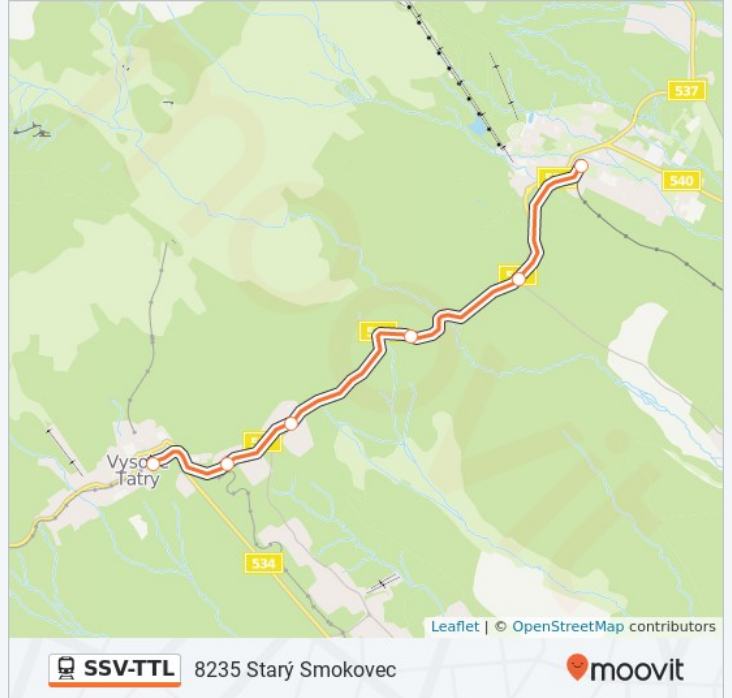 537
540
Vysoké
Tatry
534
Leaflet | © OpenStreetMap contributors
SSV-TTL 8235 Starý Smokovec moovit